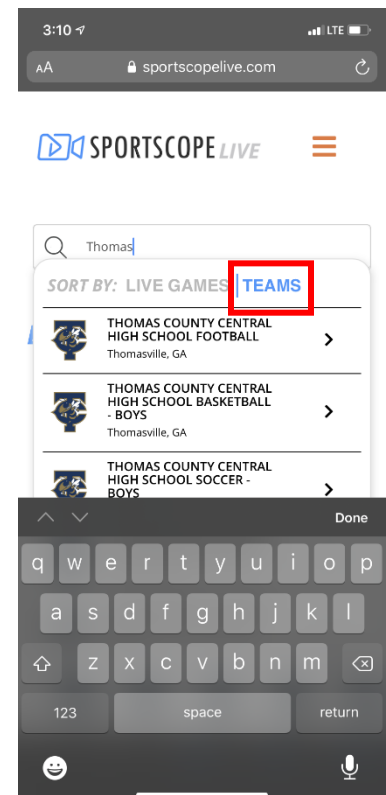 3:10 LTE
AA sportscopelive.com
SPORTSCOPE LIVE
Thomas
SORT BY: LIVE GAMES TEAMS
THOMAS COUNTY CENTRAL
HIGH SCHOOL FOOTBALL
Thomasville, GA
THOMAS COUNTY CENTRAL
HIGH SCHOOL BASKETBALL
- BOYS
Thomasville, GA
THOMAS COUNTY CENTRAL
HIGH SCHOOL SOCCER -
BOYS
Done
q w e r t y u i o p
a s d f g h j k l
z x c v b n m
123 space return